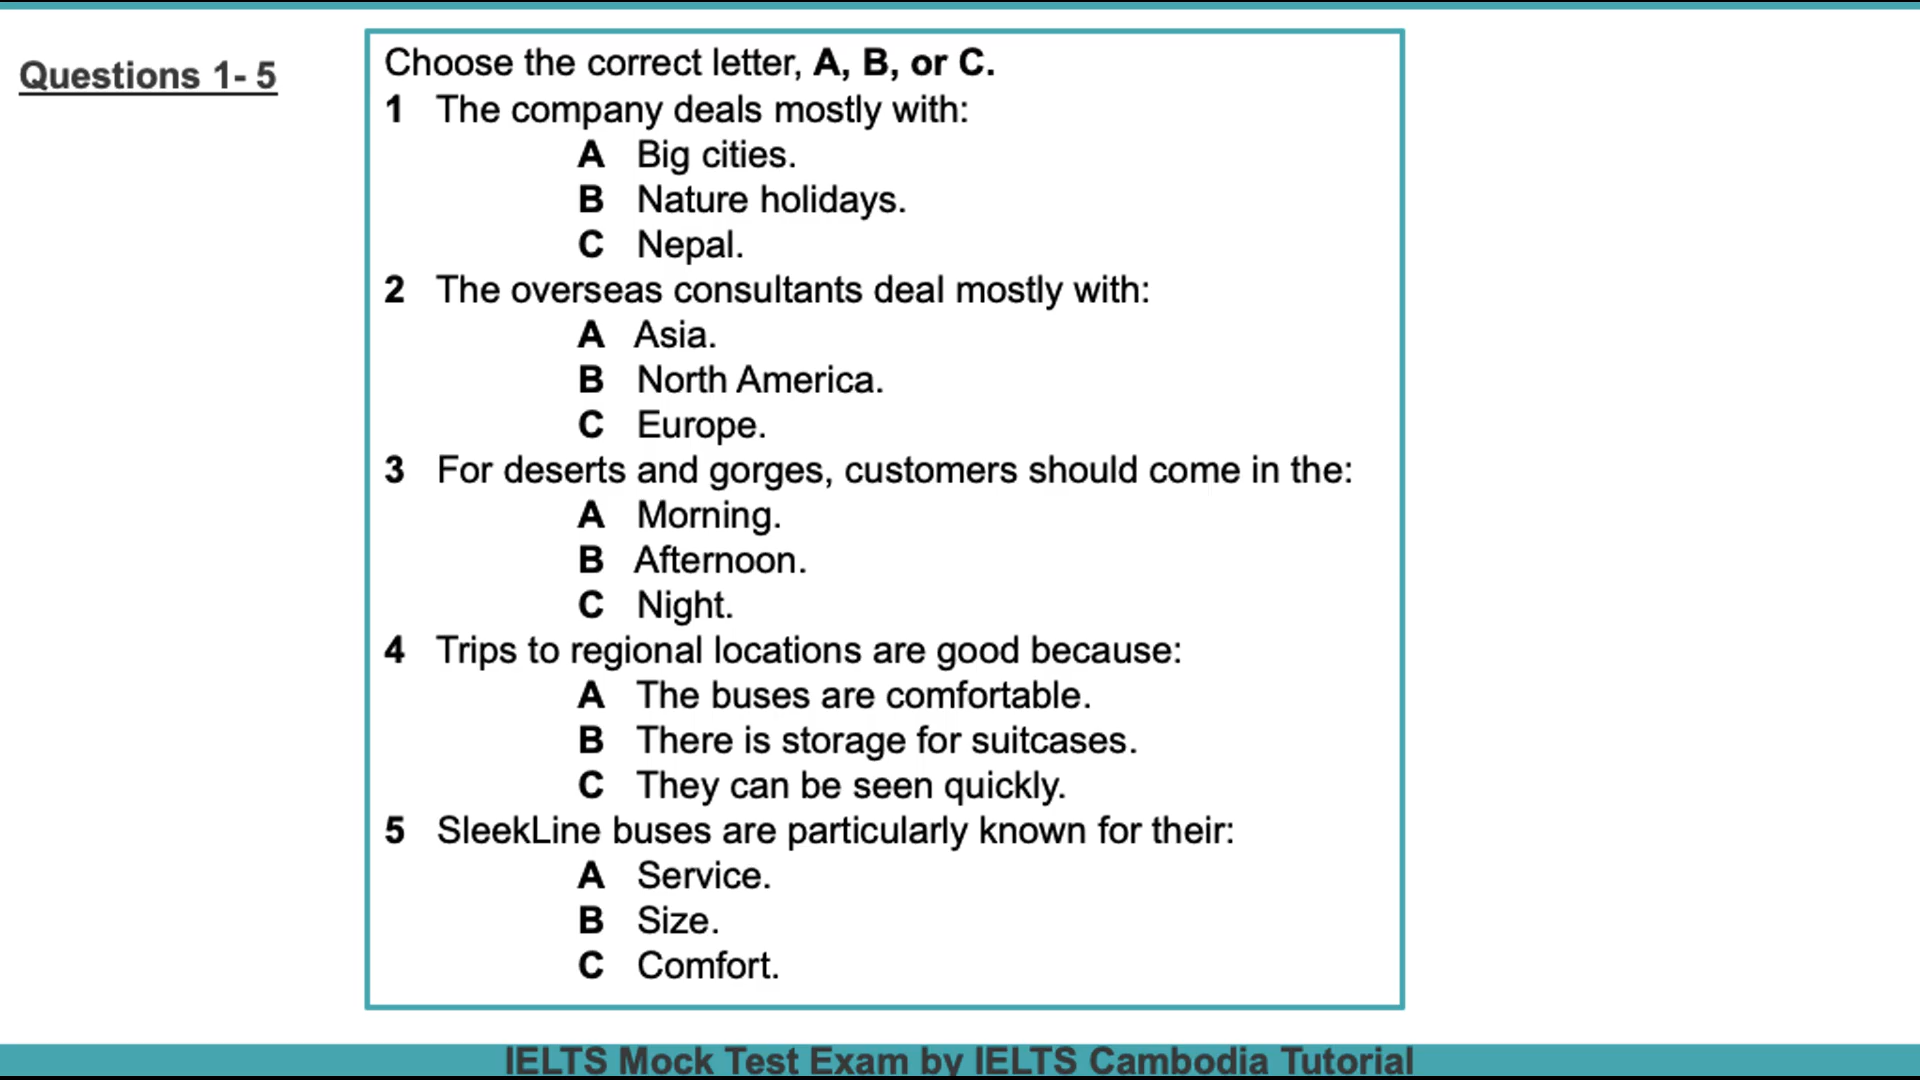 Questions 1- 5
Choose the correct letter, A, B, or C.
1 The company deals mostly with:
A Big cities.
B Nature holidays.
C Nepal.
2 The overseas consultants deal mostly with:
A Asia.
B North America.
C Europe.
3 For deserts and gorges, customers should come in the:
A Morning.
B Afternoon.
C Night.
4 Trips to regional locations are good because:
A The buses are comfortable.
B There is storage for suitcases.
C They can be seen quickly.
5 SleekLine buses are particularly known for their:
A Service.
B Size.
C Comfort.
IELTS Mock Test Exam by IELTS Cambodia Tutorial